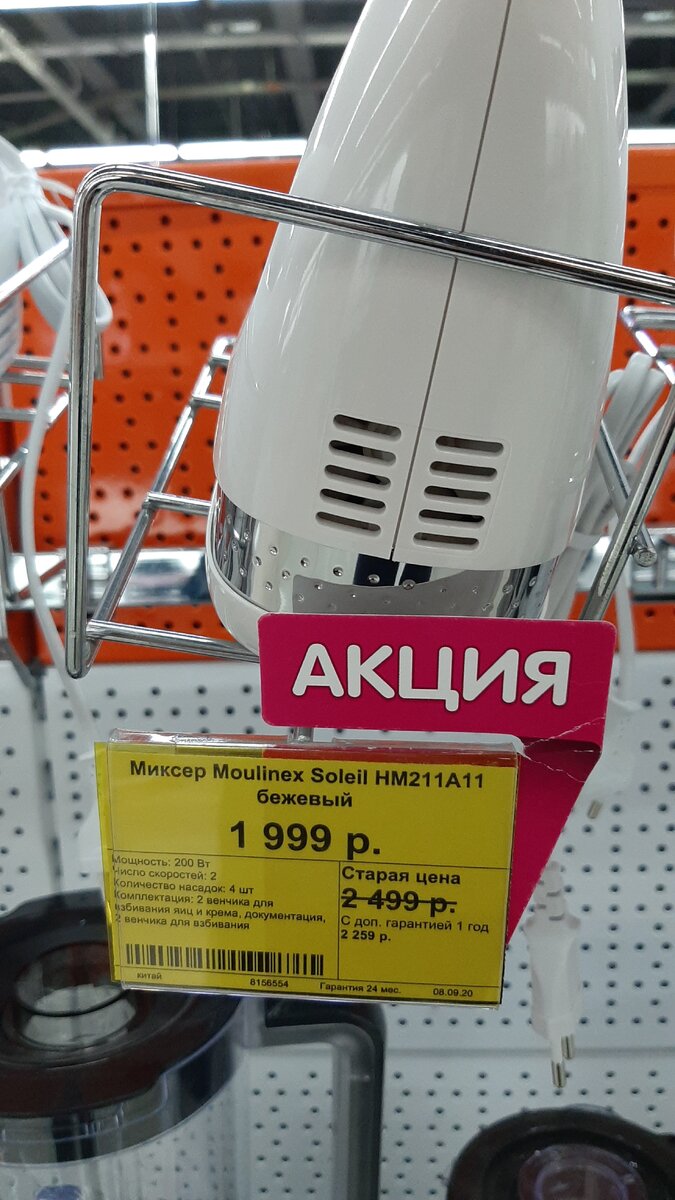 АКЦИЯ
Миксер Moulinex Soleil HM211A11
бежевый
1 999 р.
Мощность: 200 Вт
Число скоростей: 2
Количество насадок: 4 шт
Комплектация: 2 венчика для
взбивания яиц и крема, документация,
2 венчика для взбивания
Старая цена
2 499 р.
С доп. гарантией 1 год
2 259 р.
китай
8156554
Гарантия 24 мес.
08.09.20